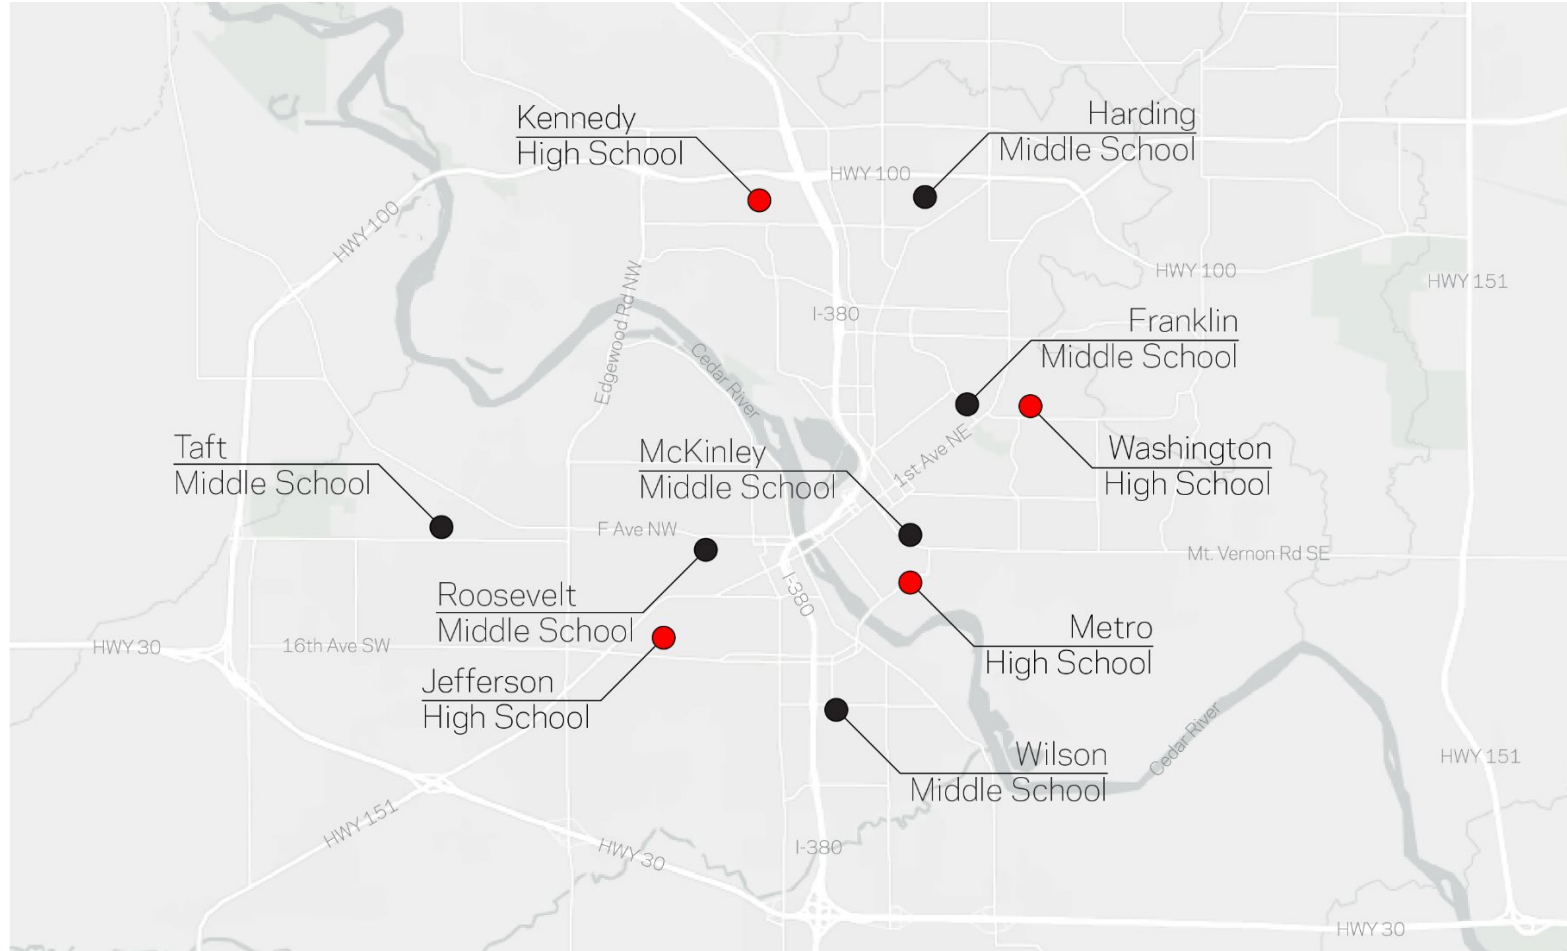 Kennedy
High School
Harding
Middle School
HWY 100
HWY 100
HWY 100
HWY 151
Edgewood Rd NW
I-380
Franklin
Middle School
Cedar River
Washington
High School
1st Ave NE
Taft
Middle School
McKinley
Middle School
F Ave NW
Mt. Vernon Rd SE
Roosevelt
Middle School
I-380
Metro
High School
HWY 30
16th Ave SW
Jefferson
High School
Wilson
Middle School
Cedar River
HWY 151
HWY 151
HWY 30
I-380
HWY 30